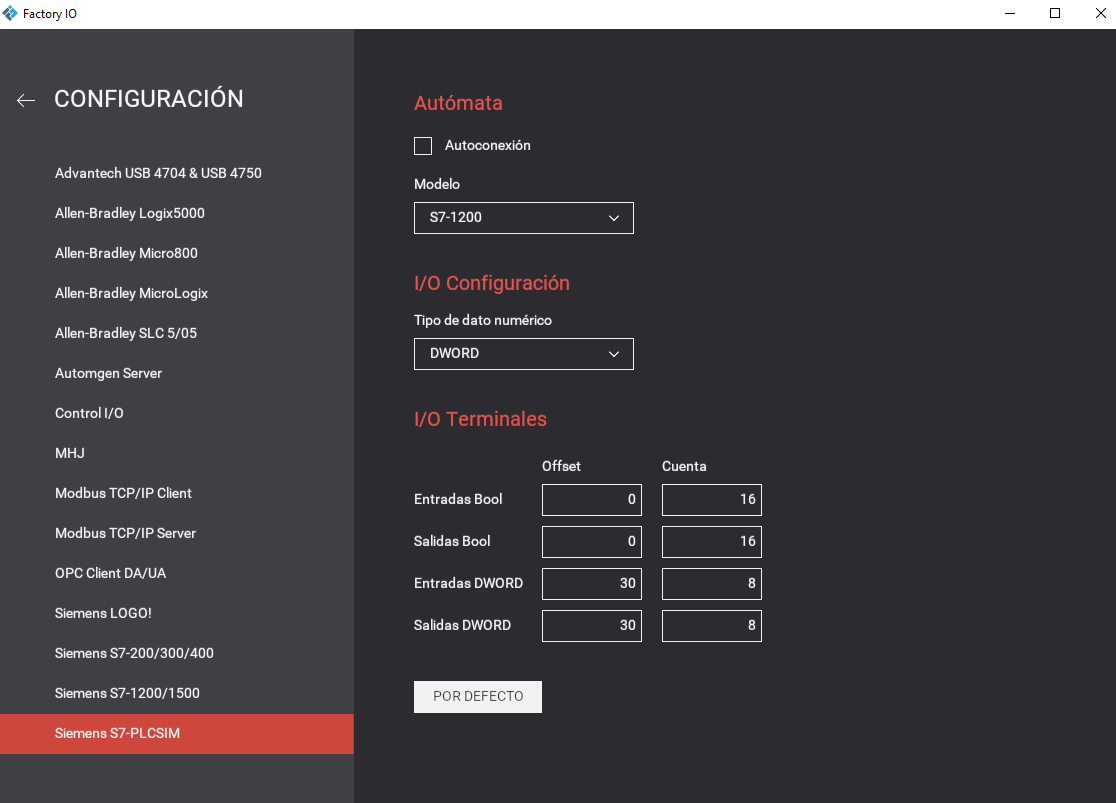 Factory IO
CONFIGURACIÓN
Advantech USB 4704 & USB 4750
Allen-Bradley Logix5000
Allen-Bradley Micro800
Allen-Bradley MicroLogix
Allen-Bradley SLC 5/05
Automgen Server
Control I/O
MHJ
Modbus TCP/IP Client
Modbus TCP/IP Server
OPC Client DA/UA
Siemens LOGO!
Siemens S7-200/300/400
Siemens S7-1200/1500
Siemens S7-PLCSIM
Autómata
Autoconexión
Modelo
S7-1200
I/O Configuración
Tipo de dato numérico
DWORD
I/O Terminales
Offset Cuenta
Entradas Bool 0 16
Salidas Bool 0 16
Entradas DWORD 30 8
Salidas DWORD 30 8
POR DEFECTO